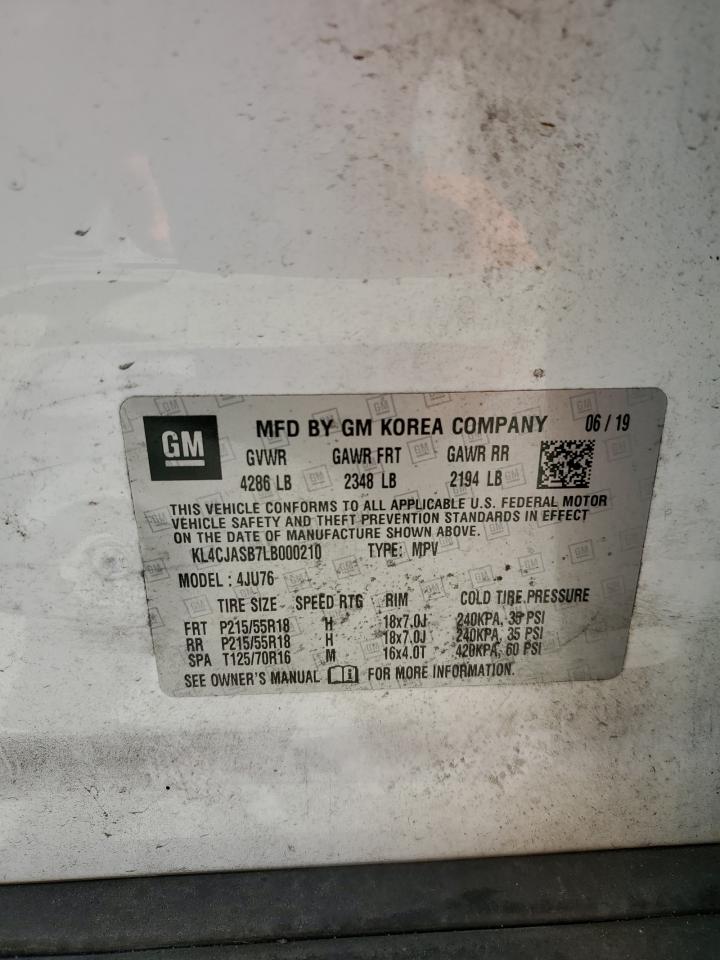 GM MFD BY GM KOREA COMPANY 06 / 19
GVWR GAWR FRT GAWR RR
4286 LB 2348 LB 2194 LB
THIS VEHICLE CONFORMS TO ALL APPLICABLE U.S. FEDERAL MOTOR
VEHICLE SAFETY AND THEFT PREVENTION STANDARDS IN EFFECT
ON THE DATE OF MANUFACTURE SHOWN ABOVE.
KL4CJASB7LB000210 TYPE: MPV
MODEL : 4JU76
TIRE SIZE SPEED RTG RIM COLD TIRE PRESSURE
FRT P215/55R18 H 18x7.0J 240KPA, 35 PSI
RR P215/55R18 H 18x7.0J 240KPA, 35 PSI
SPA T125/70R16 M 16x4.0T 420KPA, 60 PSI
SEE OWNER'S MANUAL FOR MORE INFORMATION.